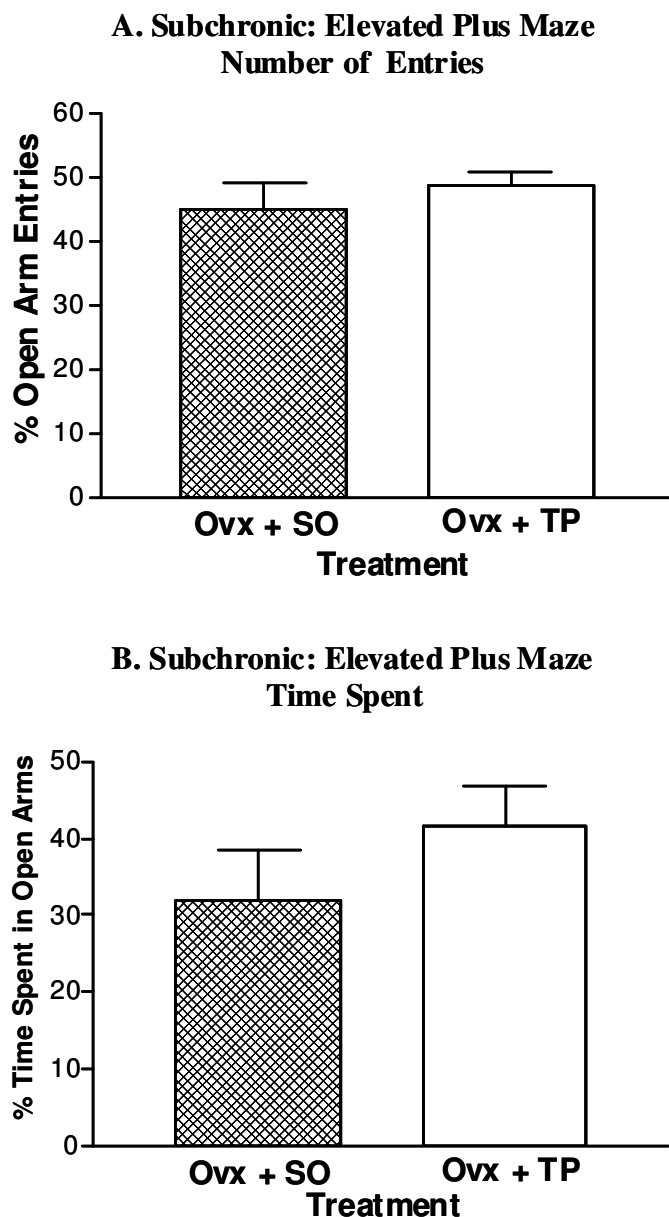 A. Subchronic: Elevated Plus Maze
Number of Entries
% Open Arm Entries
60
50
40
30
20
10
0
Ovx + SO
Ovx + TP
Treatment
B. Subchronic: Elevated Plus Maze
Time Spent
% Time Spent in Open Arms
50
40
30
20
10
0
Ovx + SO
Ovx + TP
Treatment